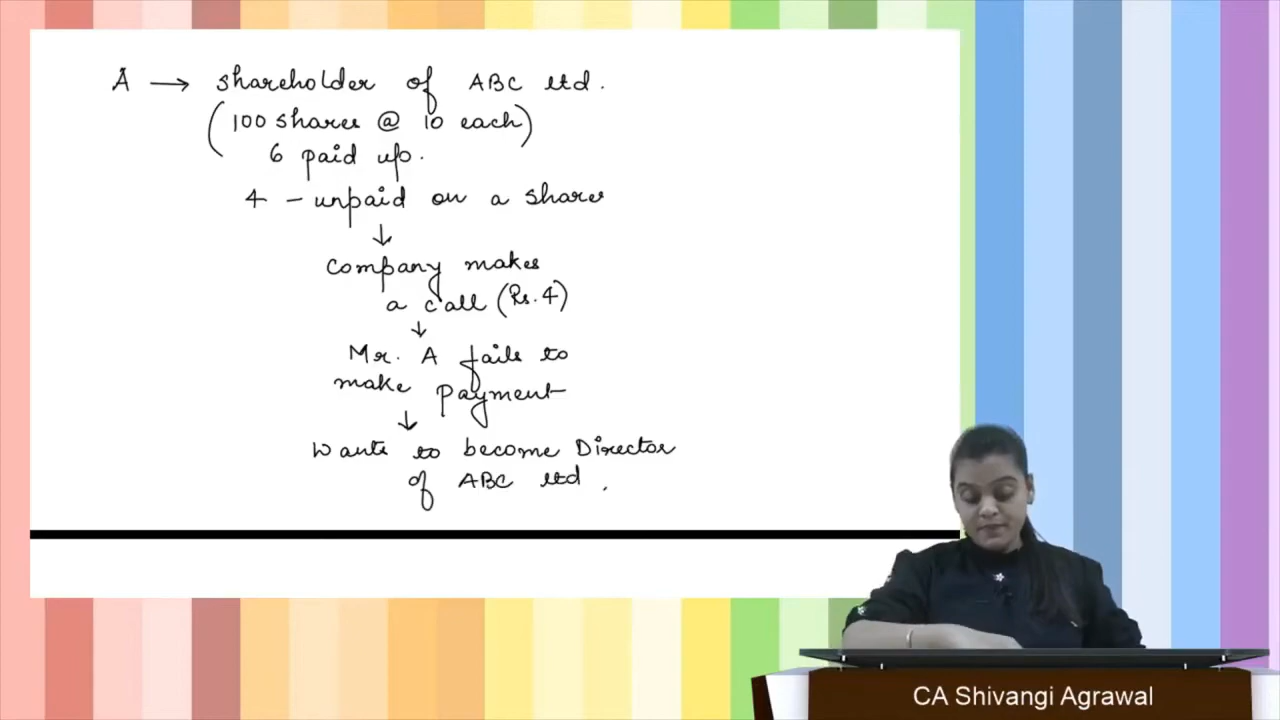 A → shareholder of ABC ltd.
(100 shares @ 10 each)
6 paid up.
4 - unpaid on a share
↓
Company makes
a call (Rs. 4)
↓
Mr. A fails to
make payment
↓
Wants to become Director
of ABC ltd.
CA Shivangi Agrawal